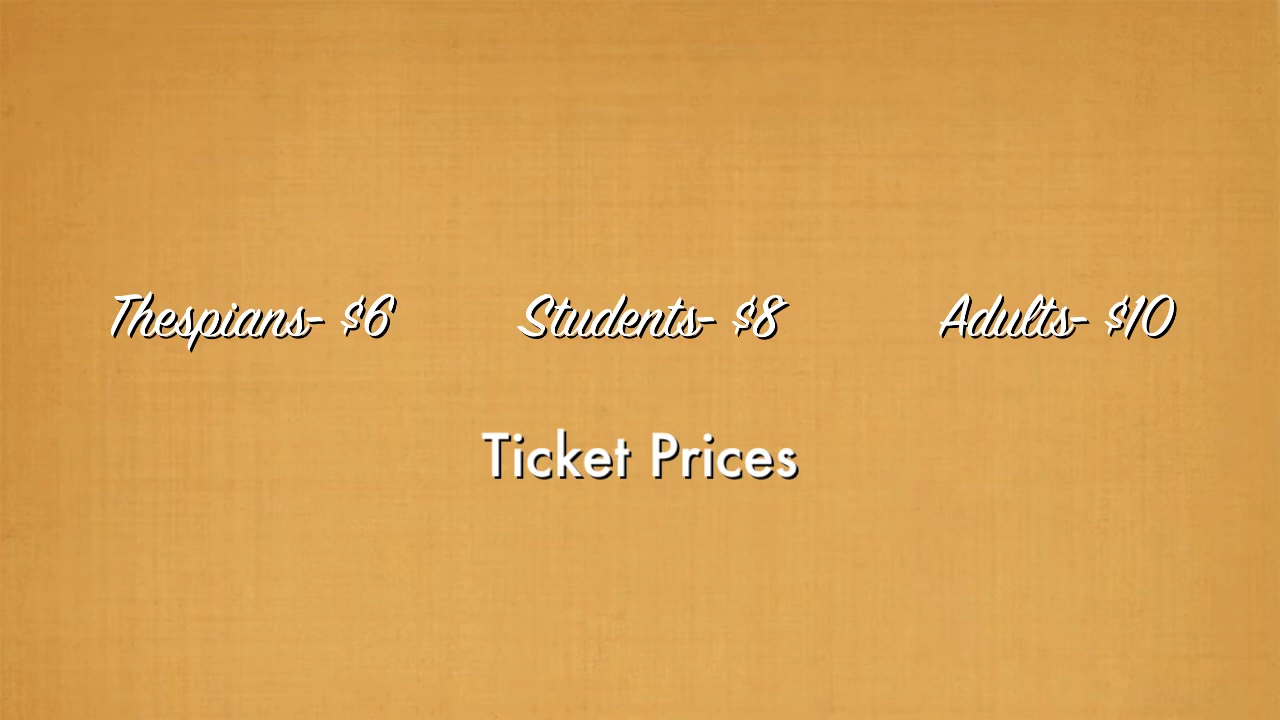 Thespians- $6 Students- $8 Adults- $10
Ticket Prices